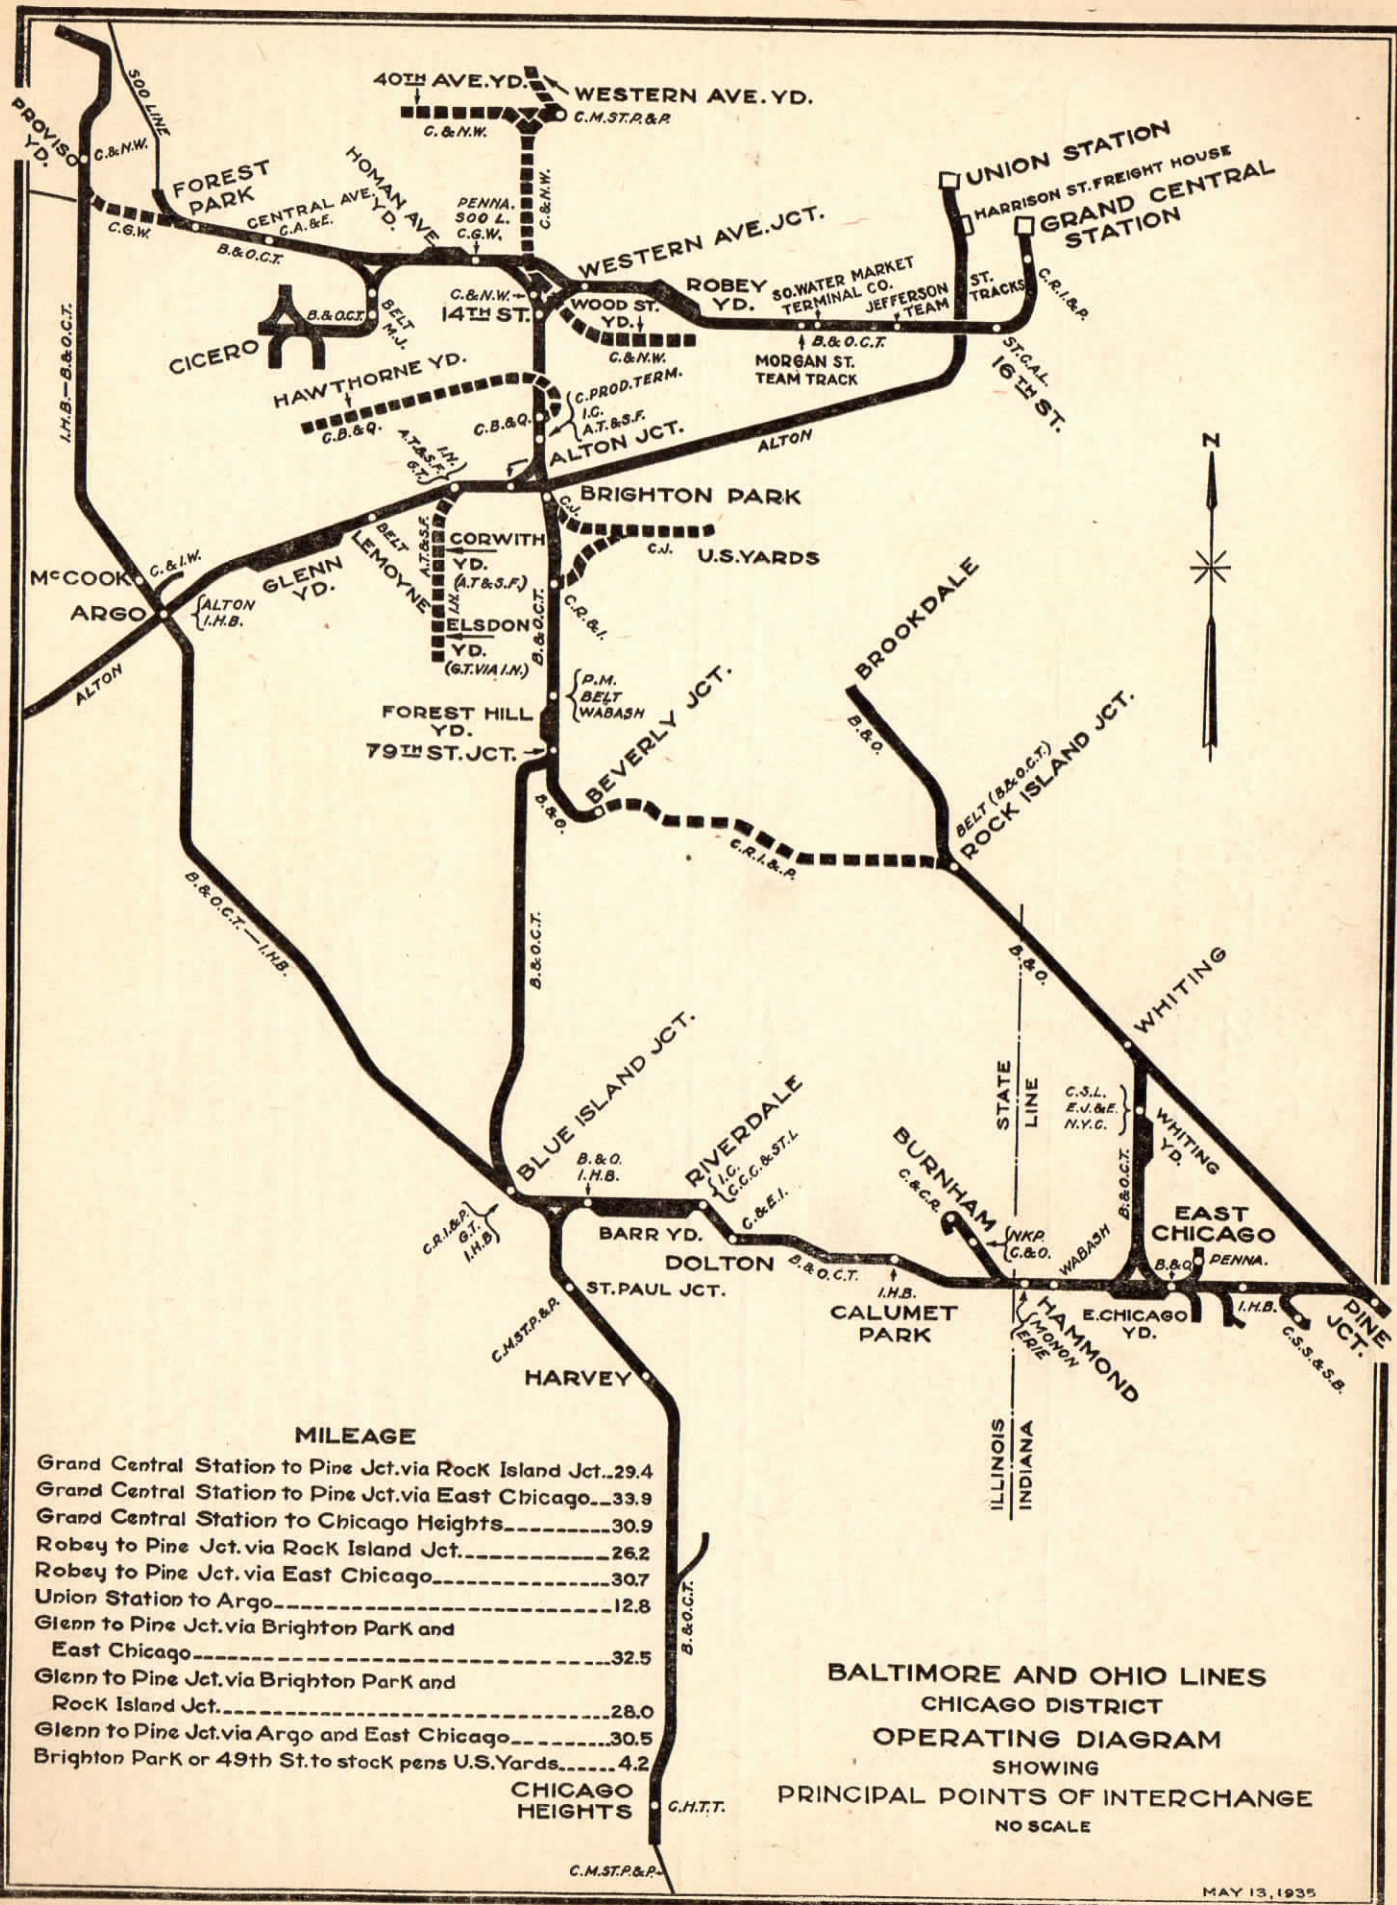 SOO LINE
40TH AVE. YD.
WESTERN AVE. YD.
C. & N.W.
C.M.ST.P.& P.
PROVISO
YD.
C.& N.W.
FOREST
PARK
C.G.W.
CENTRAL AVE.
C.A.& E.
B.& O.C.T.
HOMAN AVE.
YD.
PENNA.
SOO L.
C.G.W.
C.& N.W.
WESTERN AVE. JCT.
UNION STATION
HARRISON ST. FREIGHT HOUSE
GRAND CENTRAL
STATION
C.R.I.& P.
ROBEY
YD.
SO. WATER MARKET
TERMINAL CO.
JEFFERSON
TEAM
ST.
TRACKS
C.& N.W.
14TH ST.
WOOD ST.
YD.
C.& N.W.
B.& O.C.T.
MORGAN ST.
TEAM TRACK
ST.C.A.L.
16TH ST.
B.& O.C.T.
BELT
M.J.
CICERO
HAWTHORNE YD.
C.B.& Q.
C.B.& Q.
C. PROD. TERM.
I.C.
A.T.& S.F.
ALTON JCT.
ALTON
I.H.B.—B.& O.C.T.
I.N.
A.T.& S.F.
G.T.
BRIGHTON PARK
C.J.
C.J.
U.S. YARDS
N
BELT
LEMOYNE
GLENN
YD.
A.T.& S.F.
CORWITH
YD.
(A.T.& S.F.)
I.N.
ELSDON
YD.
(G.T. VIA I.N.)
B.& O.C.T.
C.R.& I.
McCOOK
C.& I.W.
ARGO
ALTON
I.H.B.
ALTON
P.M.
BELT
WABASH
FOREST HILL
YD.
79TH ST. JCT.
BEVERLY JCT.
B.& O.
C.R.I.& P.
BROOKDALE
B.& O.
BELT (B.& O.C.T.)
ROCK ISLAND JCT.
B.& O.C.T.—I.H.B.
B.& O.C.T.
B.& O.
WHITING
STATE
LINE
C.S.L.
E.J.& E.
N.Y.C.
WHITING
YD.
B.& O.C.T.
BLUE ISLAND JCT.
C.R.I.& P.
G.T.
I.H.B.
B.& O.
I.H.B.
RIVERDALE
I.C.
C.C.C.& ST.L
BARR YD.
C.& E.I.
DOLTON
B.& O.C.T.
BURNHAM
C.& C.R.
NKP.
C.& O.
WABASH
EAST
CHICAGO
B.& O.
PENNA.
I.H.B.
CALUMET
PARK
MONON
ERIE
HAMMOND
E.CHICAGO
YD.
I.H.B.
C.S.S.& S.B.
PINE
JCT.
ST. PAUL JCT.
C.M.ST.P.& P.
HARVEY
ILLINOIS
INDIANA
MILEAGE
Grand Central Station to Pine Jct. via Rock Island Jct. 29.4
Grand Central Station to Pine Jct. via East Chicago 33.9
Grand Central Station to Chicago Heights 30.9
Robey to Pine Jct. via Rock Island Jct. 26.2
Robey to Pine Jct. via East Chicago 30.7
Union Station to Argo 12.8
Glenn to Pine Jct. via Brighton Park and
East Chicago 32.5
Glenn to Pine Jct. via Brighton Park and
Rock Island Jct. 28.0
Glenn to Pine Jct. via Argo and East Chicago 30.5
Brighton Park or 49th St. to stock pens U.S. Yards 4.2
B.& O.C.T.
CHICAGO
HEIGHTS
C.H.T.T.
C.M.ST.P.& P.
BALTIMORE AND OHIO LINES
CHICAGO DISTRICT
OPERATING DIAGRAM
SHOWING
PRINCIPAL POINTS OF INTERCHANGE
NO SCALE
MAY 13, 1935